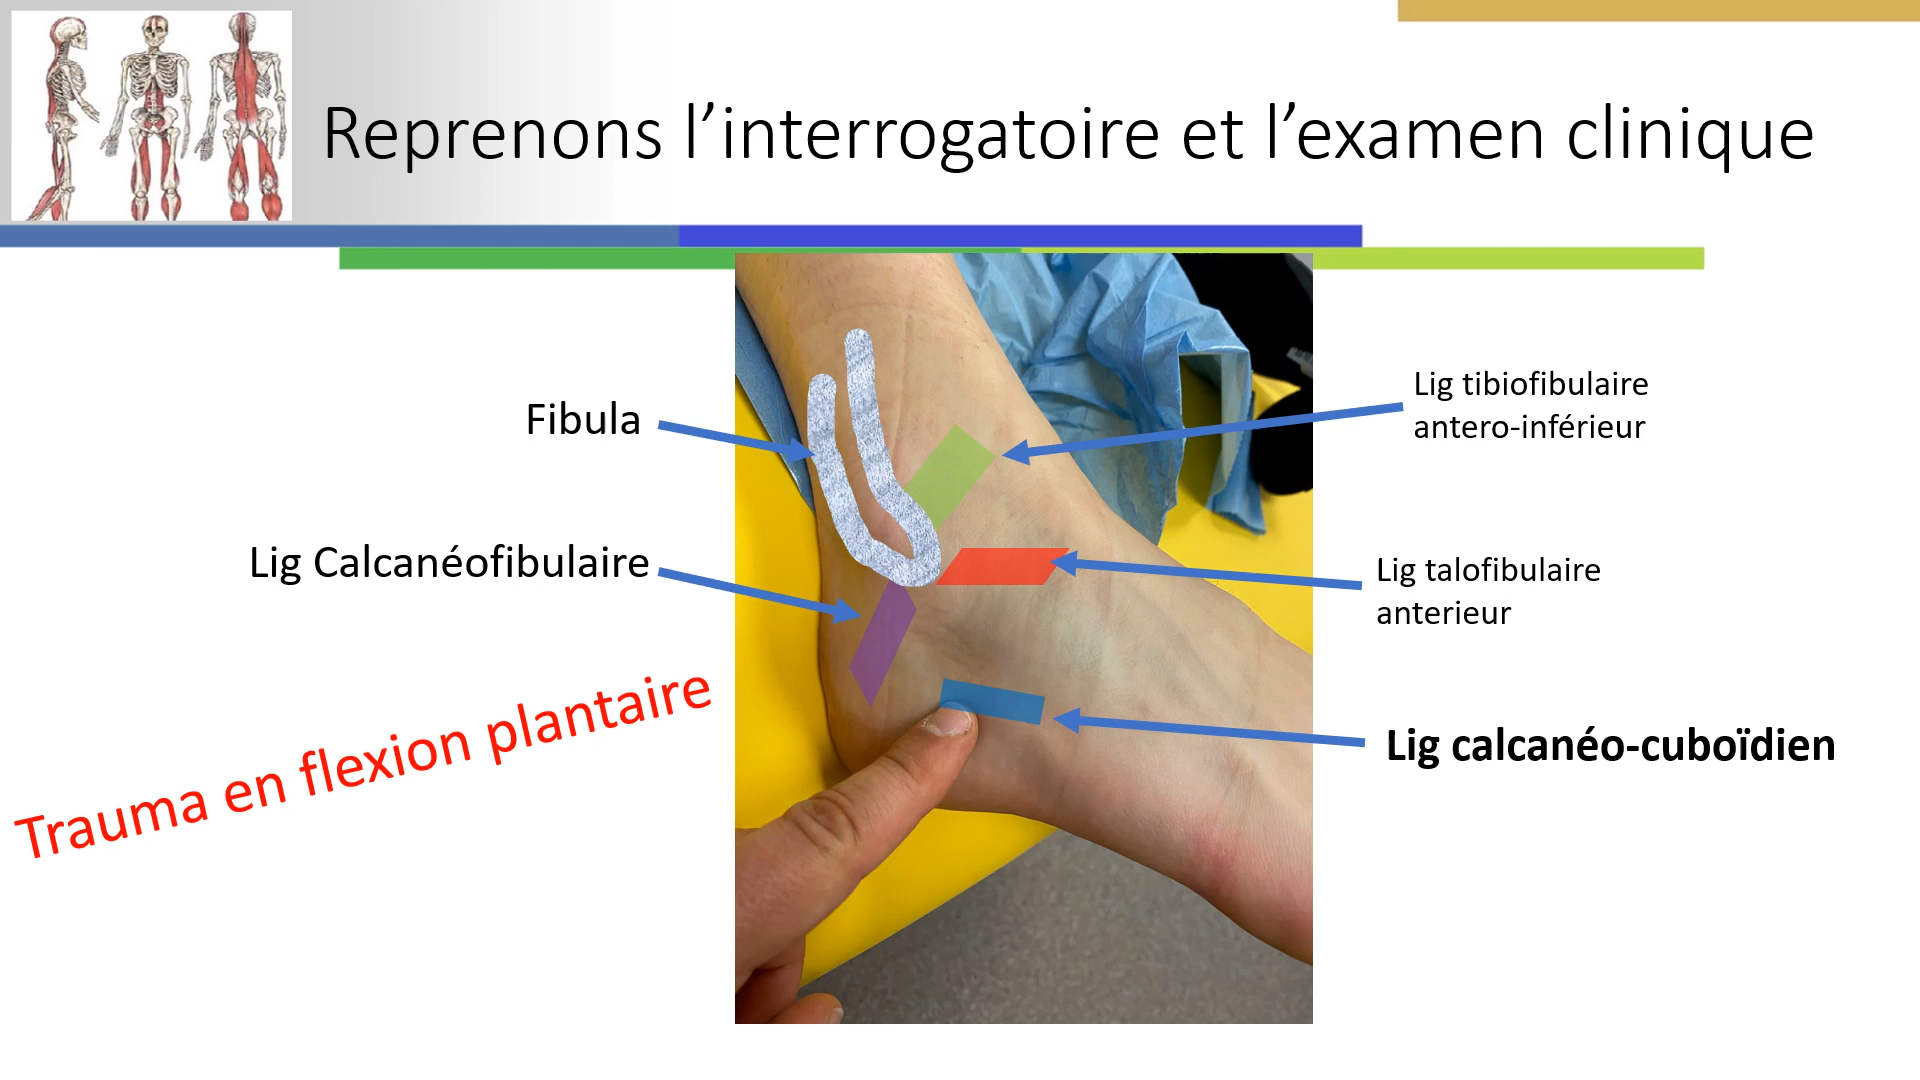 Reprenons l’interrogatoire et l’examen clinique
Fibula
Lig tibiofibulaire
antero-inférieur
Lig Calcanéofibulaire
Lig talofibulaire
anterieur
Trauma en flexion plantaire
Lig calcanéo-cuboïdien